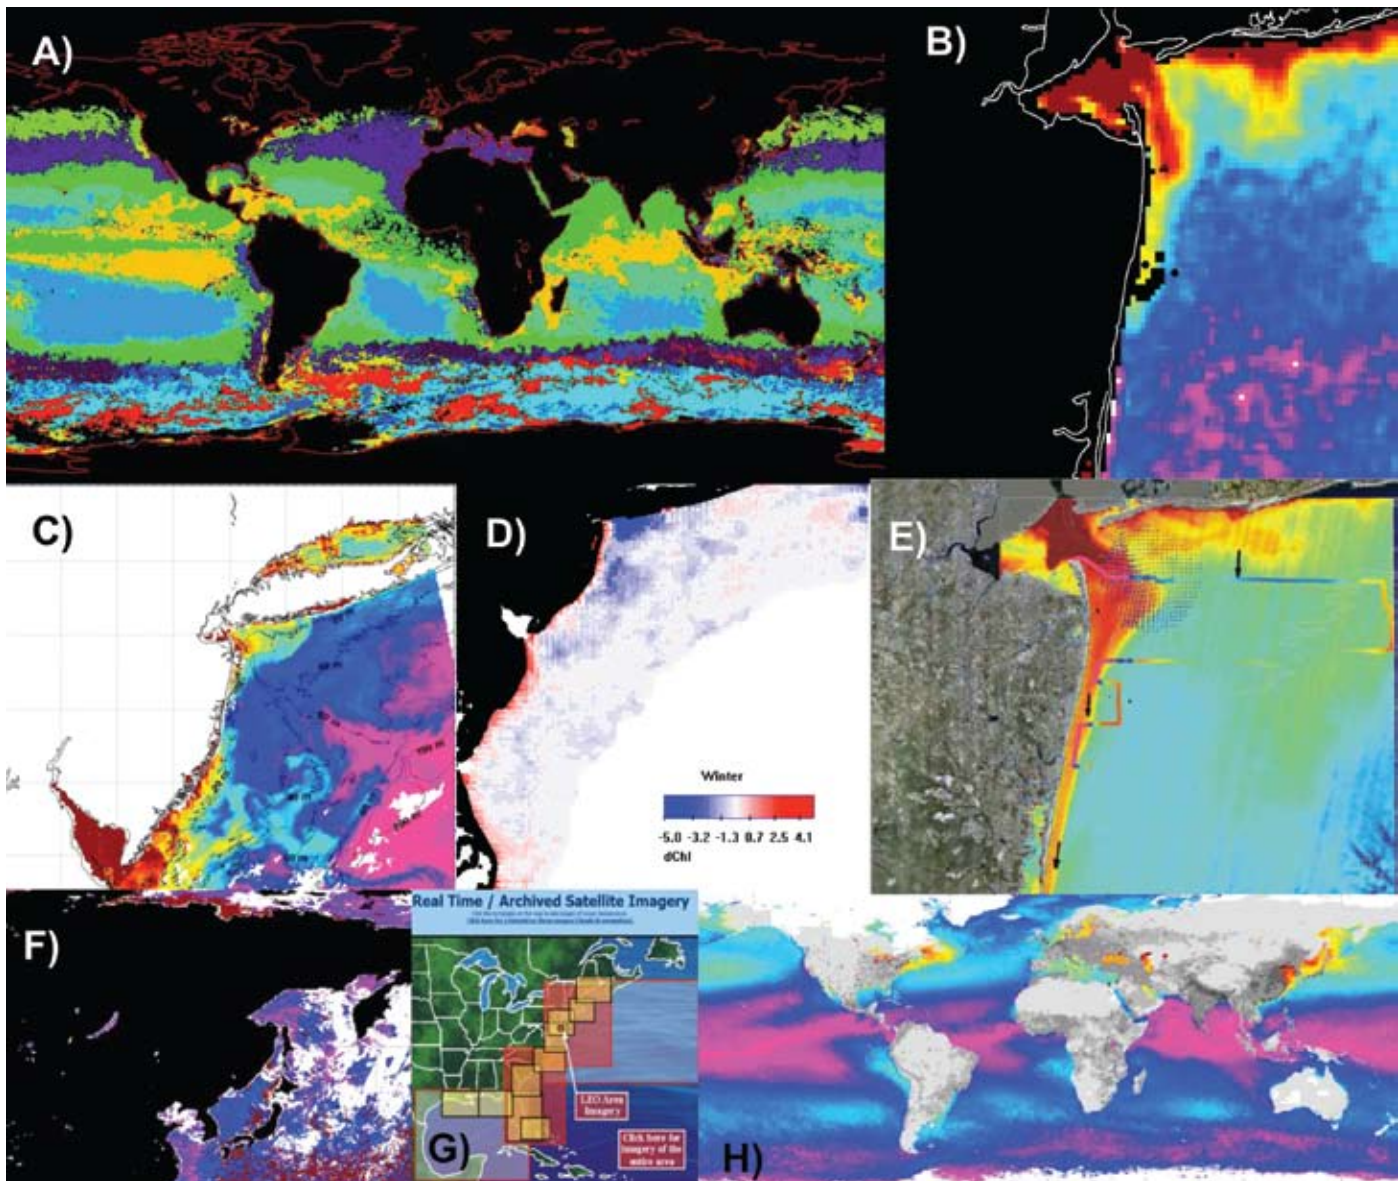 A)
B)
C)
D)
E)
Winter
-5.0 -3.2 -1.3 0.7 2.5 4.1
dChl
F)
Real Time / Archived Satellite Imagery
LEO Area
Imagery
Click here for
Imagery of the
entire area
G)
H)